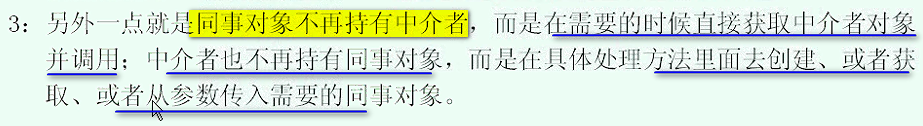 3：另外一点就是同事对象不再持有中介者，而是在需要的时候直接获取中介者对象
并调用；中介者也不再持有同事对象，而是在具体处理方法里面去创建、或者获
取、或者从参数传入需要的同事对象。